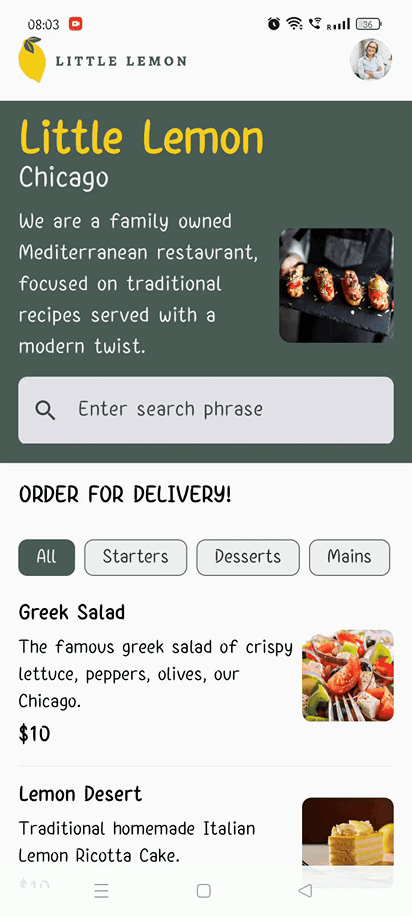 08:03
R
36
LITTLE LEMON
Little Lemon
Chicago
We are a family owned
Mediterranean restaurant,
focused on traditional
recipes served with a
modern twist.
Enter search phrase
ORDER FOR DELIVERY!
All Starters Desserts Mains
Greek Salad
The famous greek salad of crispy
lettuce, peppers, olives, our
Chicago.
$10
Lemon Desert
Traditional homemade Italian
Lemon Ricotta Cake.
$10